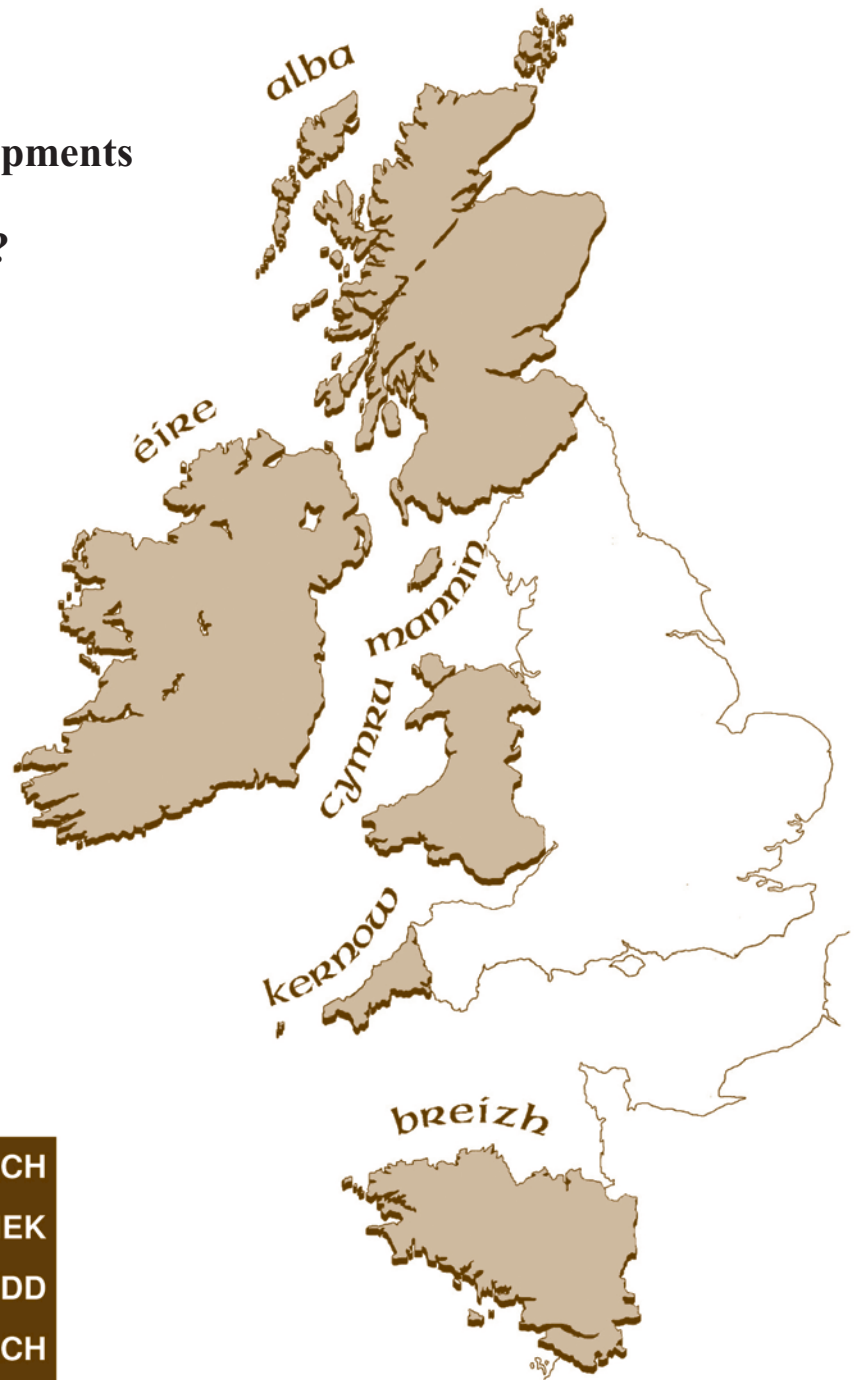 alba
pments
?
éire
mannin
cymru
kernow
breizh
CH
EK
DD
CH